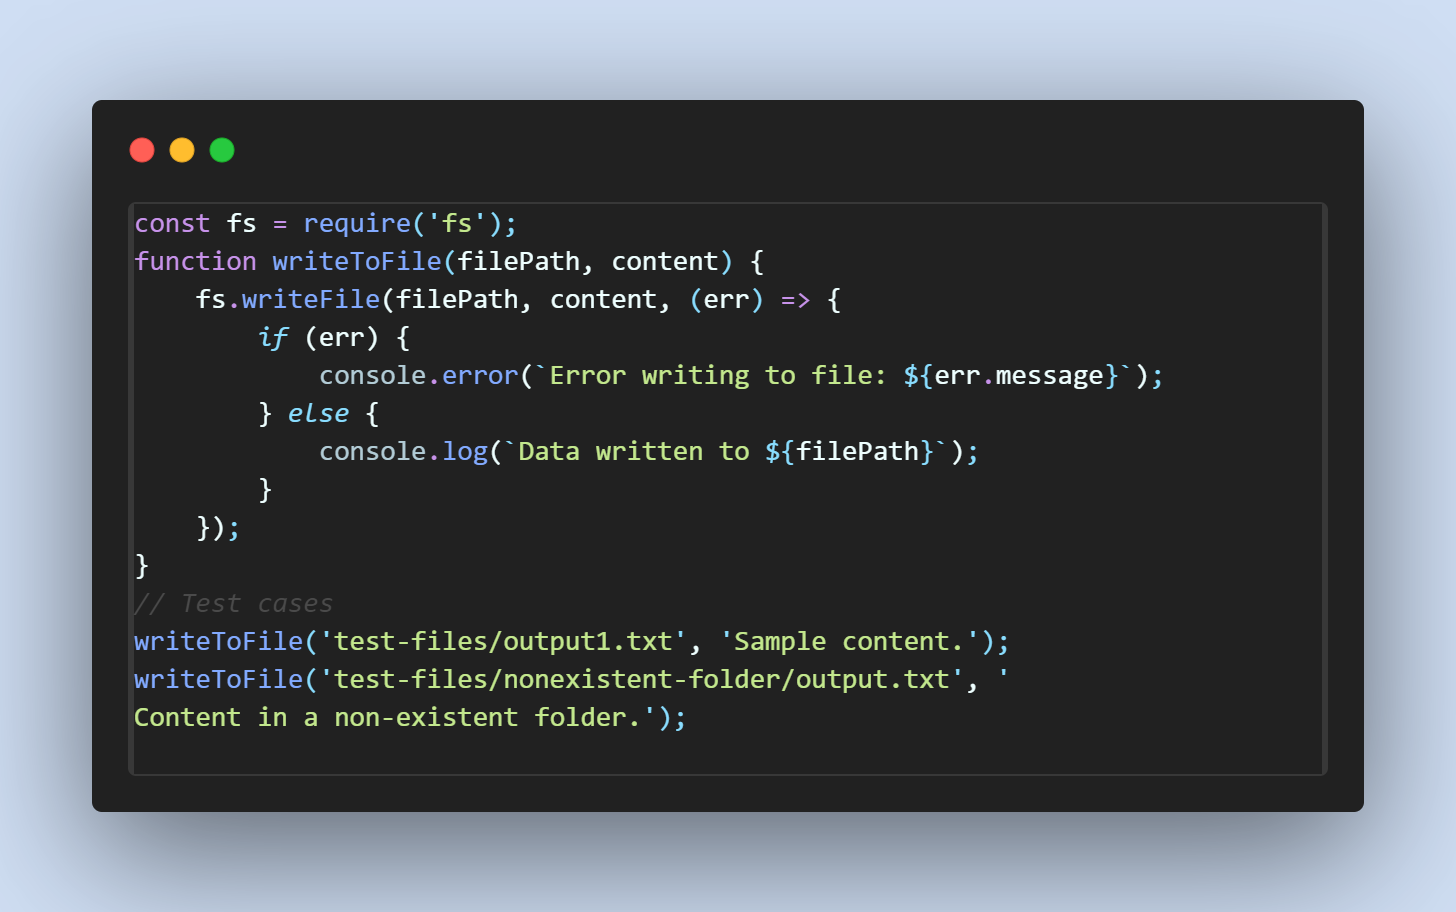 const fs = require('fs');
function writeToFile(filePath, content) {
    fs.writeFile(filePath, content, (err) => {
        if (err) {
            console.error(`Error writing to file: ${err.message}`);
        } else {
            console.log(`Data written to ${filePath}`);
        }
    });
}
// Test cases
writeToFile('test-files/output1.txt', 'Sample content.');
writeToFile('test-files/nonexistent-folder/output.txt', '
Content in a non-existent folder.');